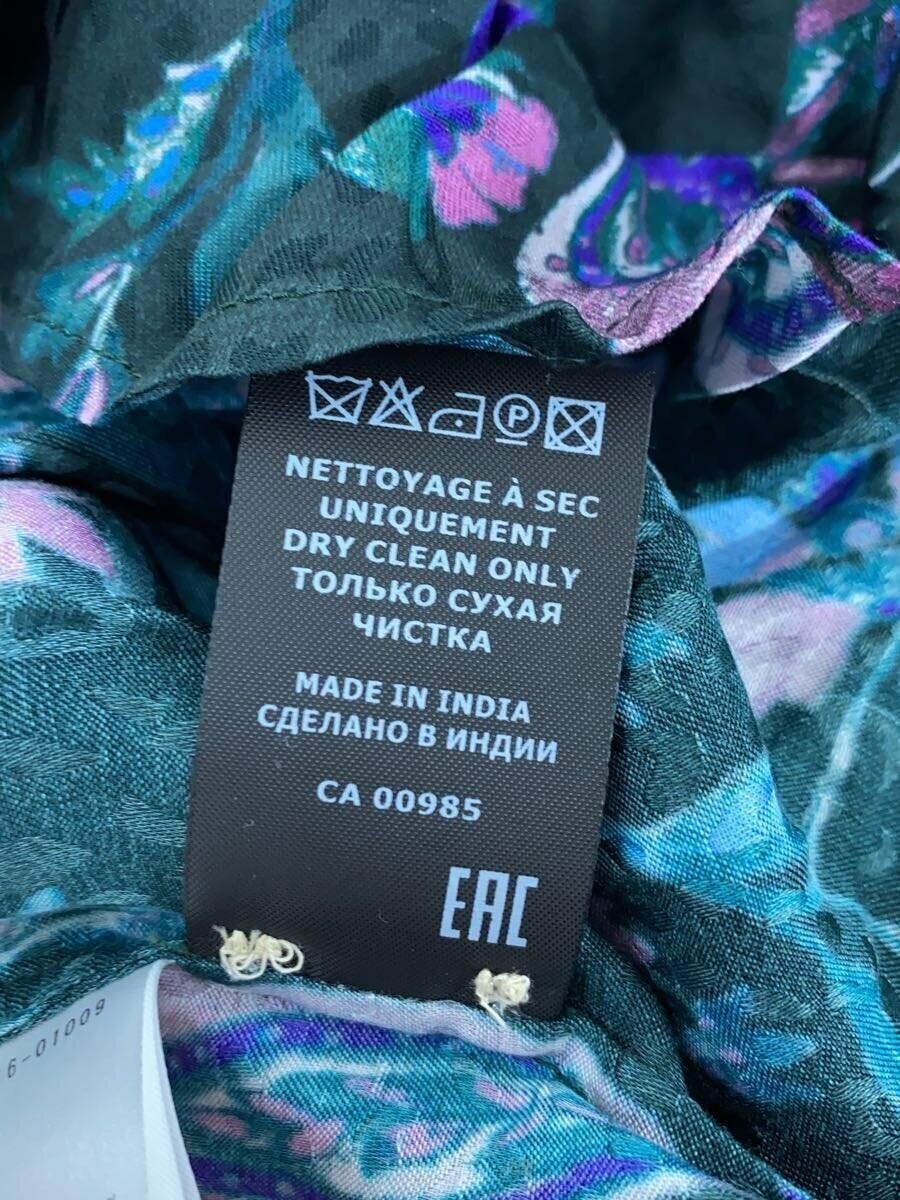 P
NETTOYAGE À SEC
UNIQUEMENT
DRY CLEAN ONLY
ТОЛЬКО СУХАЯ
ЧИСТКА
MADE IN INDIA
СДЕЛАНО В ИНДИИ
CA 00985
EAC
6-01009